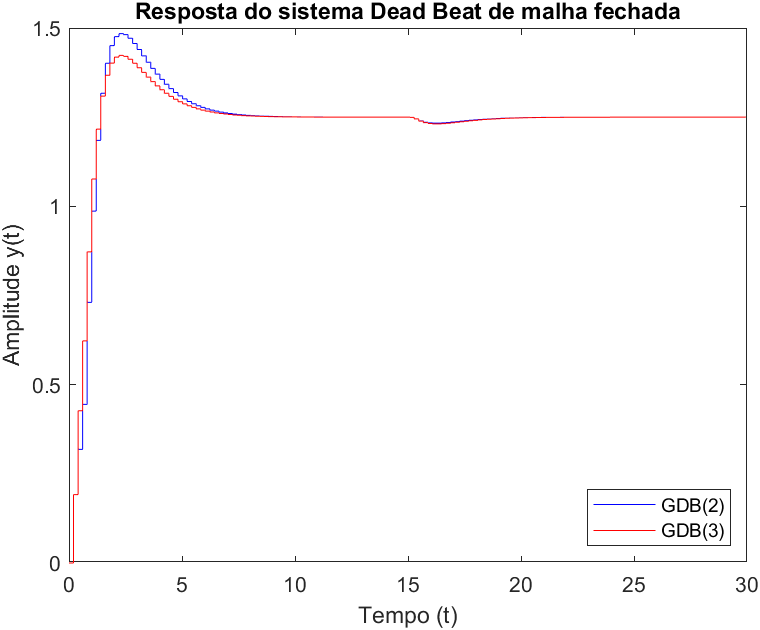 Resposta do sistema Dead Beat de malha fechada
Amplitude y(t)
1.5
1
0.5
0
0 5 10 15 20 25 30
Tempo (t)
GDB(2)
GDB(3)